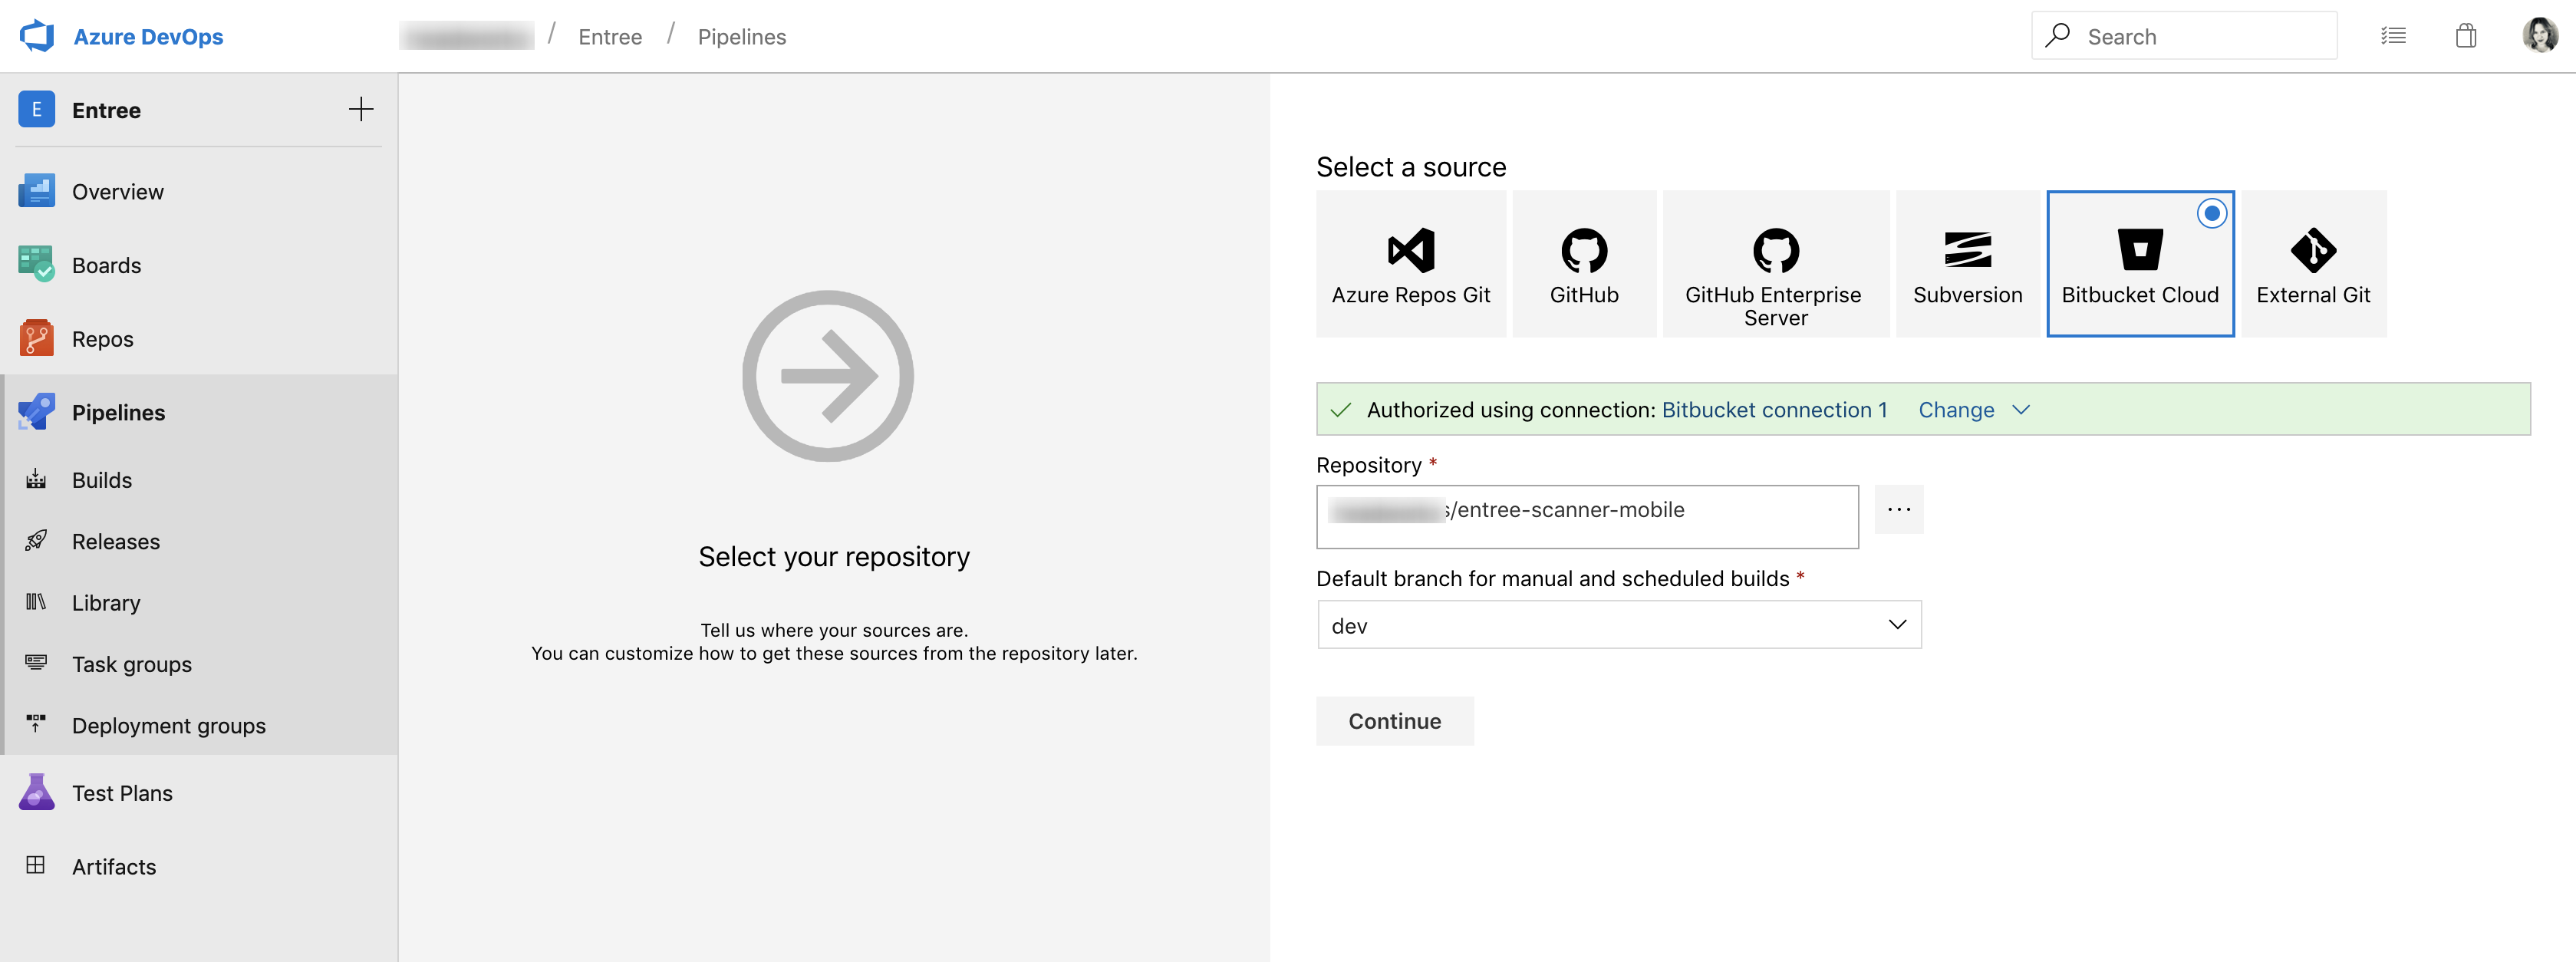 Azure DevOps
/ Entree / Pipelines
Search
E Entree
Overview
Boards
Repos
Pipelines
Builds
Releases
Library
Task groups
Deployment groups
Test Plans
Artifacts
Select your repository
Tell us where your sources are.
You can customize how to get these sources from the repository later.
Select a source
Azure Repos Git
GitHub
GitHub Enterprise
Server
Subversion
Bitbucket Cloud
External Git
Authorized using connection: Bitbucket connection 1 Change
Repository *
s/entree-scanner-mobile
...
Default branch for manual and scheduled builds *
dev
Continue